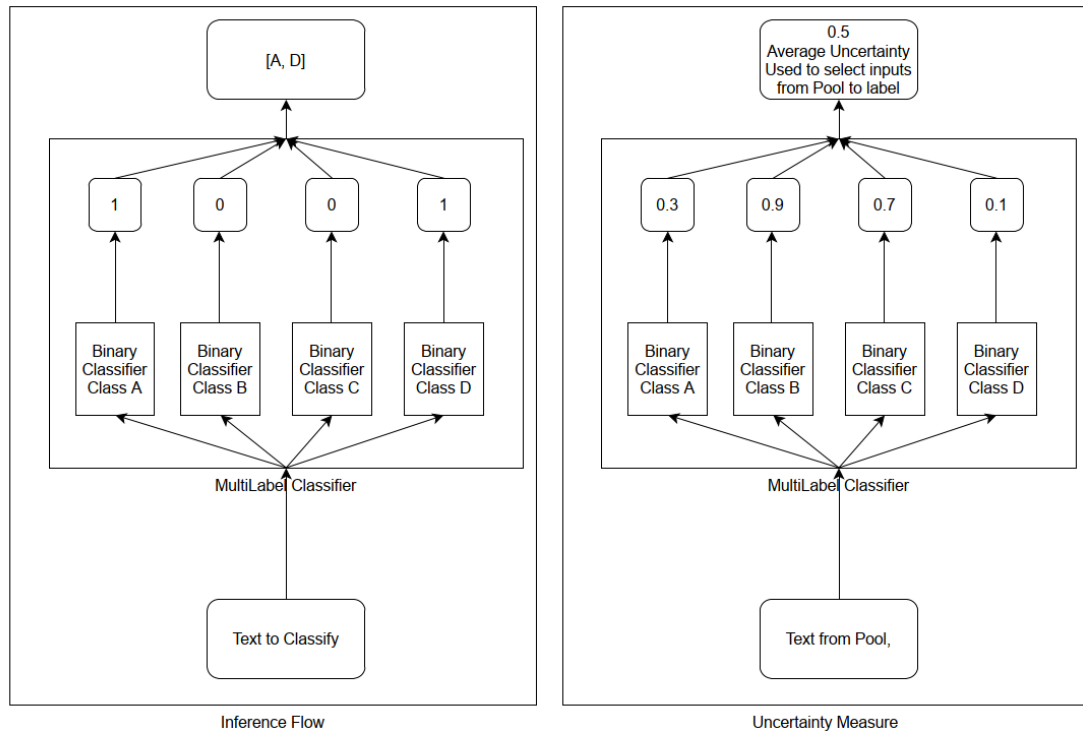 [A, D]
1
0
0
1
Binary
Classifier
Class A
Binary
Classifier
Class B
Binary
Classifier
Class C
Binary
Classifier
Class D
MultiLabel Classifier
Text to Classify
Inference Flow
0.5
Average Uncertainty
Used to select inputs
from Pool to label
0.3
0.9
0.7
0.1
Binary
Classifier
Class A
Binary
Classifier
Class B
Binary
Classifier
Class C
Binary
Classifier
Class D
MultiLabel Classifier
Text from Pool,
Uncertainty Measure